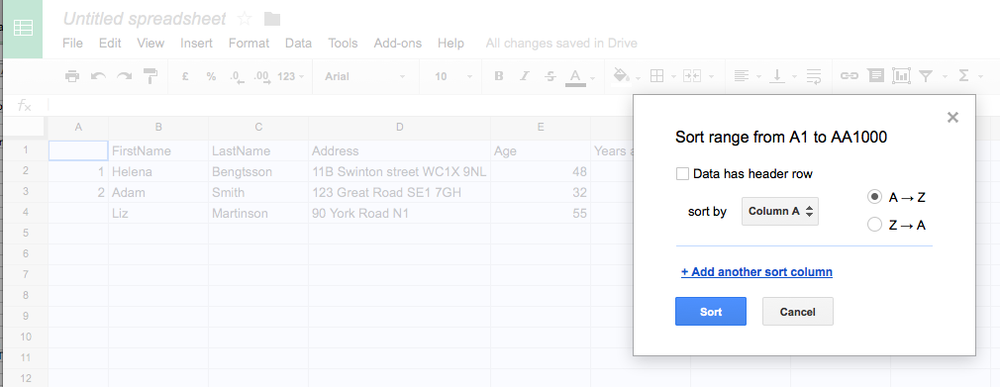 Untitled spreadsheet
File Edit View Insert Format Data Tools Add-ons Help All changes saved in Drive
£ % .0 .00 123 Arial 10 B I S A Σ
fx
A B C D E
1 FirstName LastName Address Age Years
2 1 Helena Bengtsson 11B Swinton street WC1X 9NL 48
3 2 Adam Smith 123 Great Road SE1 7GH 32
4 Liz Martinson 90 York Road N1 55
5
6
7
8
9
10
11
12
Sort range from A1 to AA1000
Data has header row
sort by Column A A → Z
Z → A
+ Add another sort column
Sort Cancel